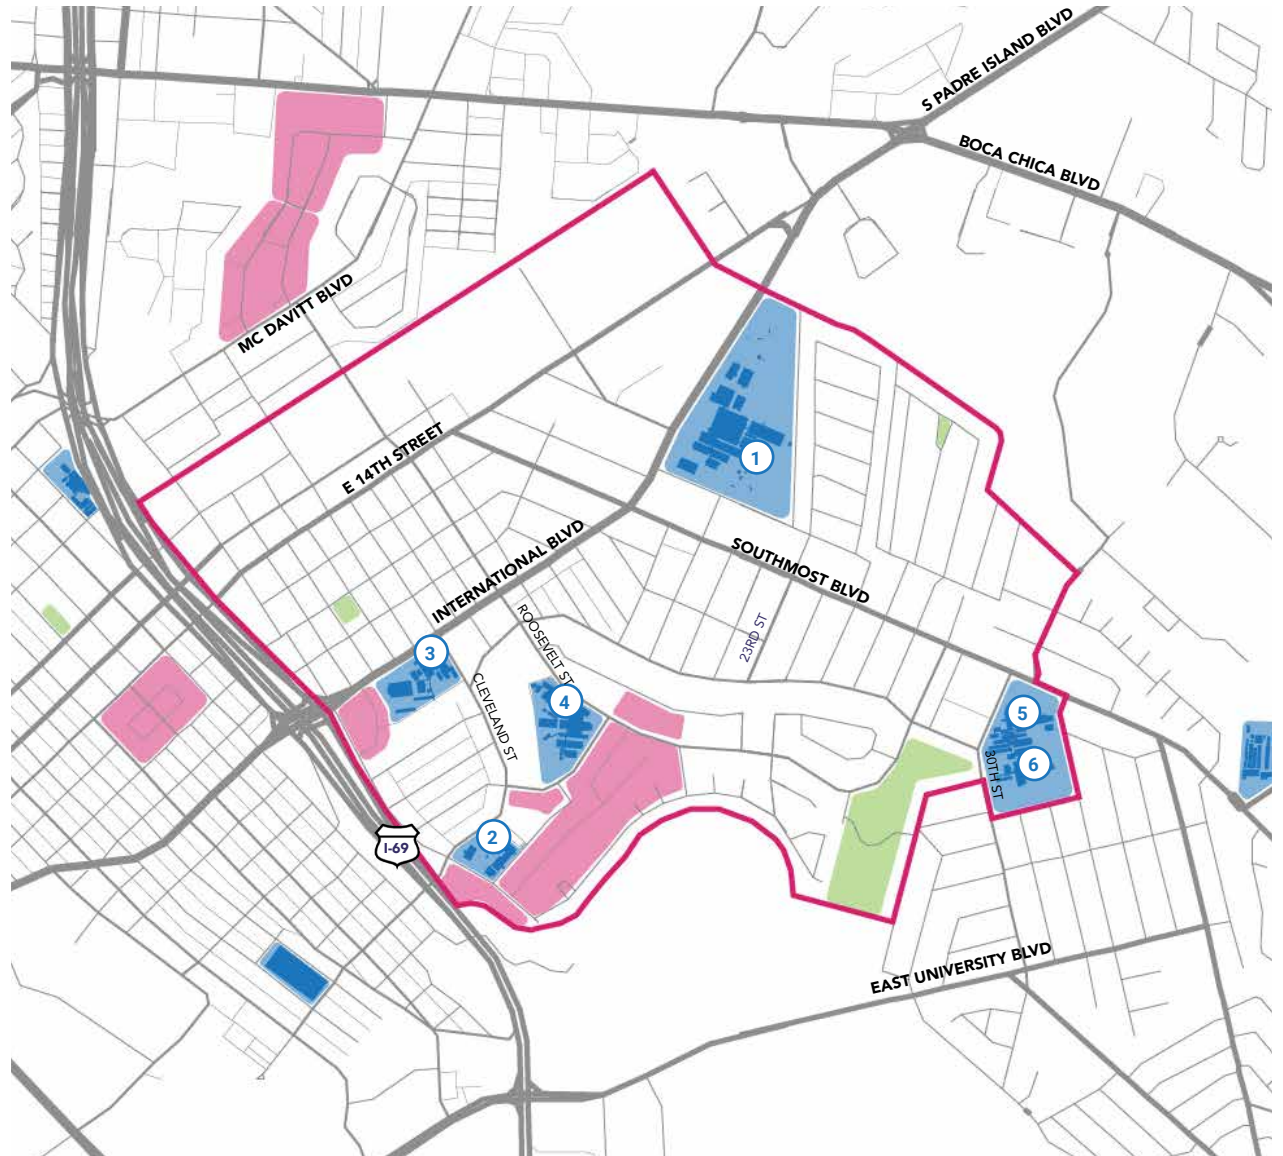 S PADRE ISLAND BLVD
BOCA CHICA BLVD
MC DAVITT BLVD
E 14TH STREET
1
INTERNATIONAL BLVD
SOUTHMOST BLVD
ROOSEVELT ST
23RD ST
3
CLEVELAND ST
4
5
30TH ST
6
2
I-69
EAST UNIVERSITY BLVD